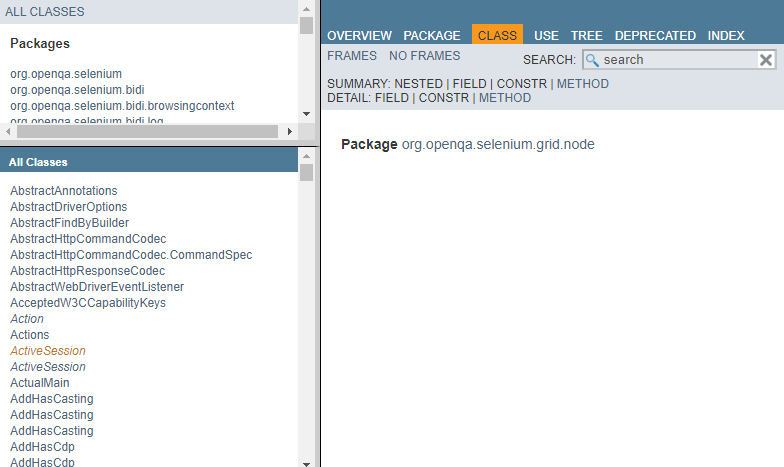 ALL CLASSES
Packages
org.openqa.selenium
org.openqa.selenium.bidi
org.openqa.selenium.bidi.browsingcontext
org.openqa.selenium.bidi.log
All Classes
AbstractAnnotations
AbstractDriverOptions
AbstractFindByBuilder
AbstractHttpCommandCodec
AbstractHttpCommandCodec.CommandSpec
AbstractHttpResponseCodec
AbstractWebDriverEventListener
AcceptedW3CCapabilityKeys
Action
Actions
ActiveSession
ActiveSession
ActualMain
AddHasCasting
AddHasCasting
AddHasCasting
AddHasCdp
AddHasCdp
OVERVIEW PACKAGE CLASS USE TREE DEPRECATED INDEX
FRAMES NO FRAMES SEARCH: search
SUMMARY: NESTED | FIELD | CONSTR | METHOD
DETAIL: FIELD | CONSTR | METHOD
Package org.openqa.selenium.grid.node